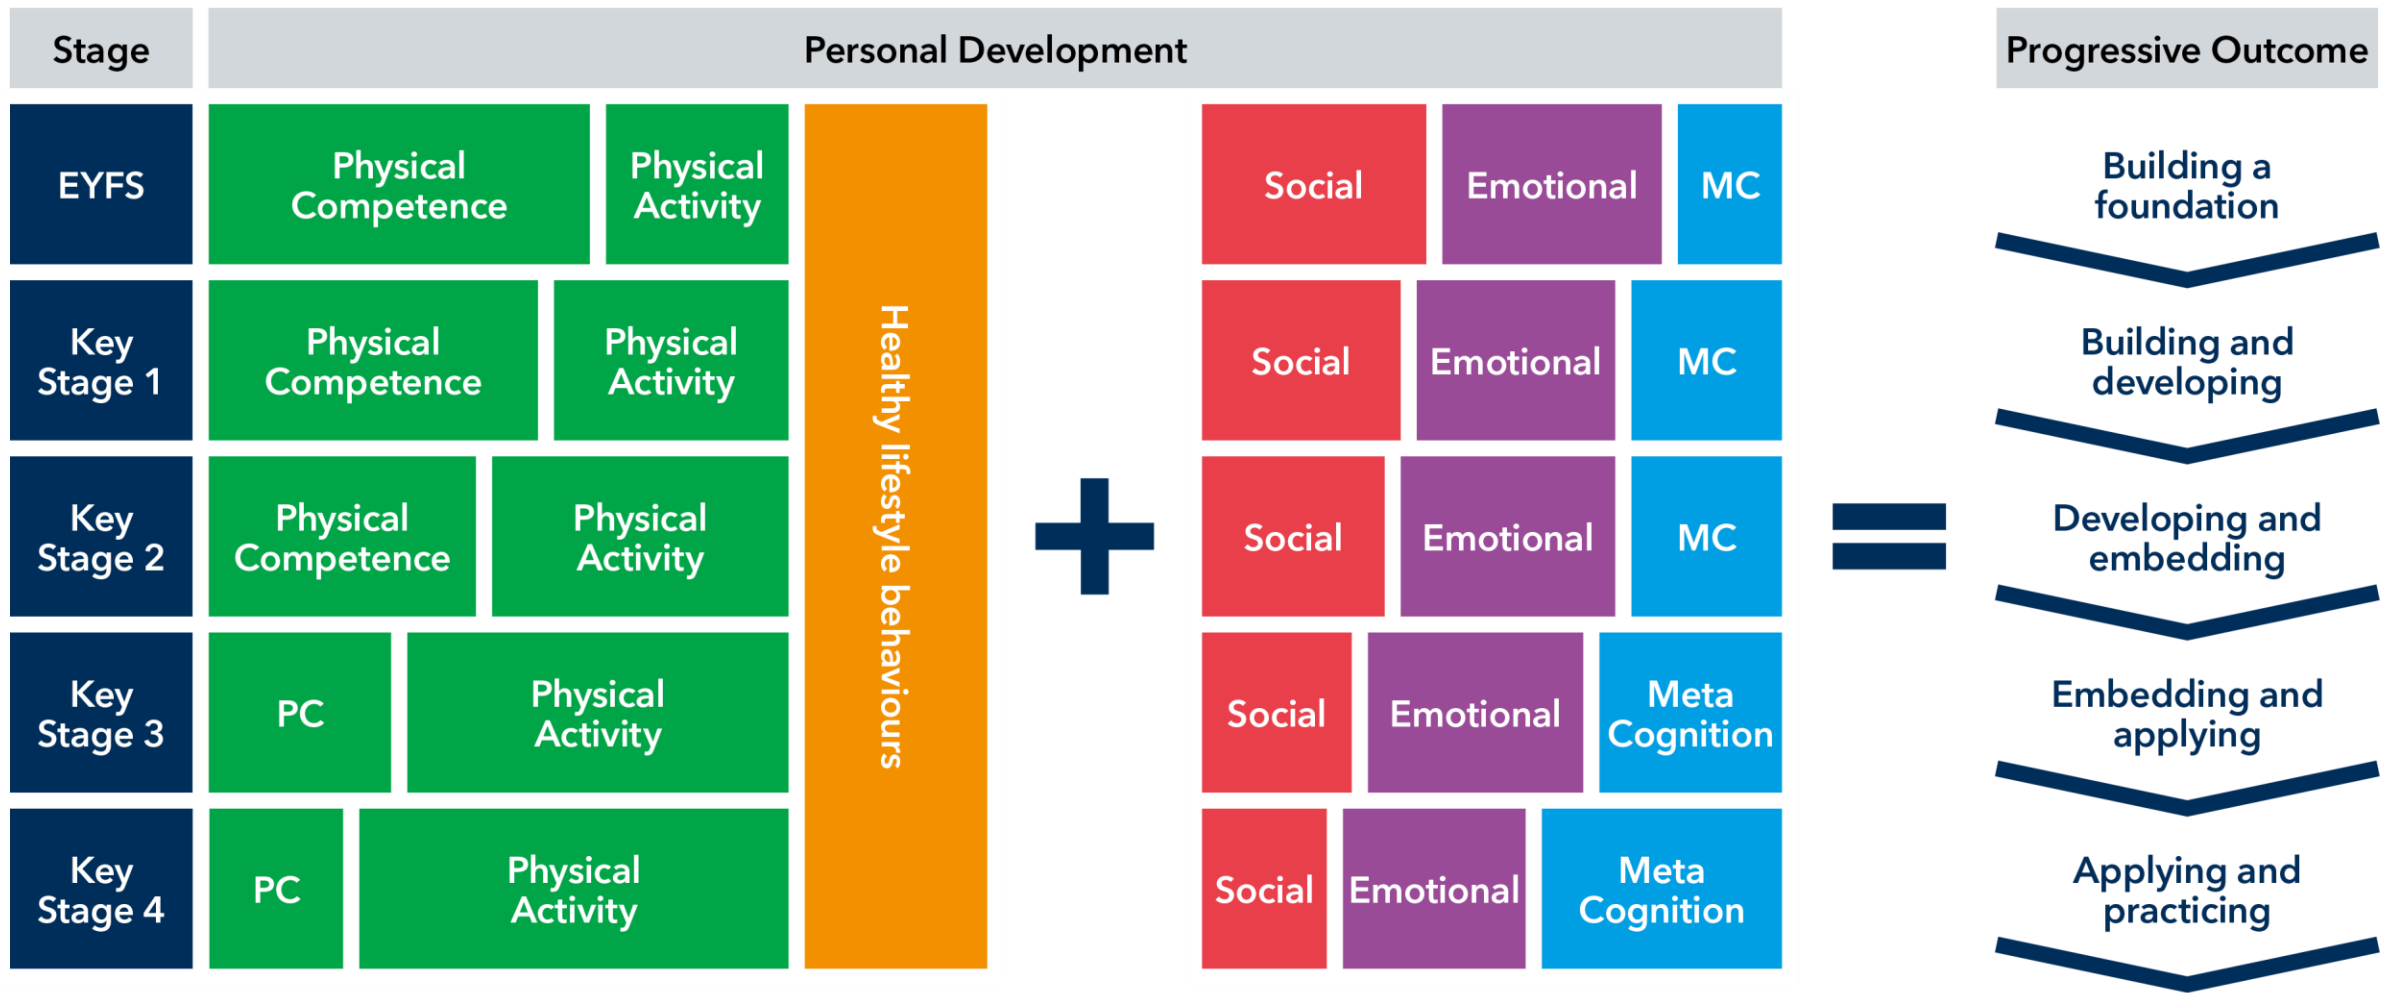 Stage
Personal Development
Progressive Outcome
EYFS
Physical
Competence
Physical
Activity
Healthy lifestyle behaviours
Social
Emotional
MC
Building a
foundation
Key
Stage 1
Physical
Competence
Physical
Activity
Social
Emotional
MC
Building and
developing
Key
Stage 2
Physical
Competence
Physical
Activity
+
Social
Emotional
MC
=
Developing and
embedding
Key
Stage 3
PC
Physical
Activity
Social
Emotional
Meta
Cognition
Embedding and
applying
Key
Stage 4
PC
Physical
Activity
Social
Emotional
Meta
Cognition
Applying and
practicing